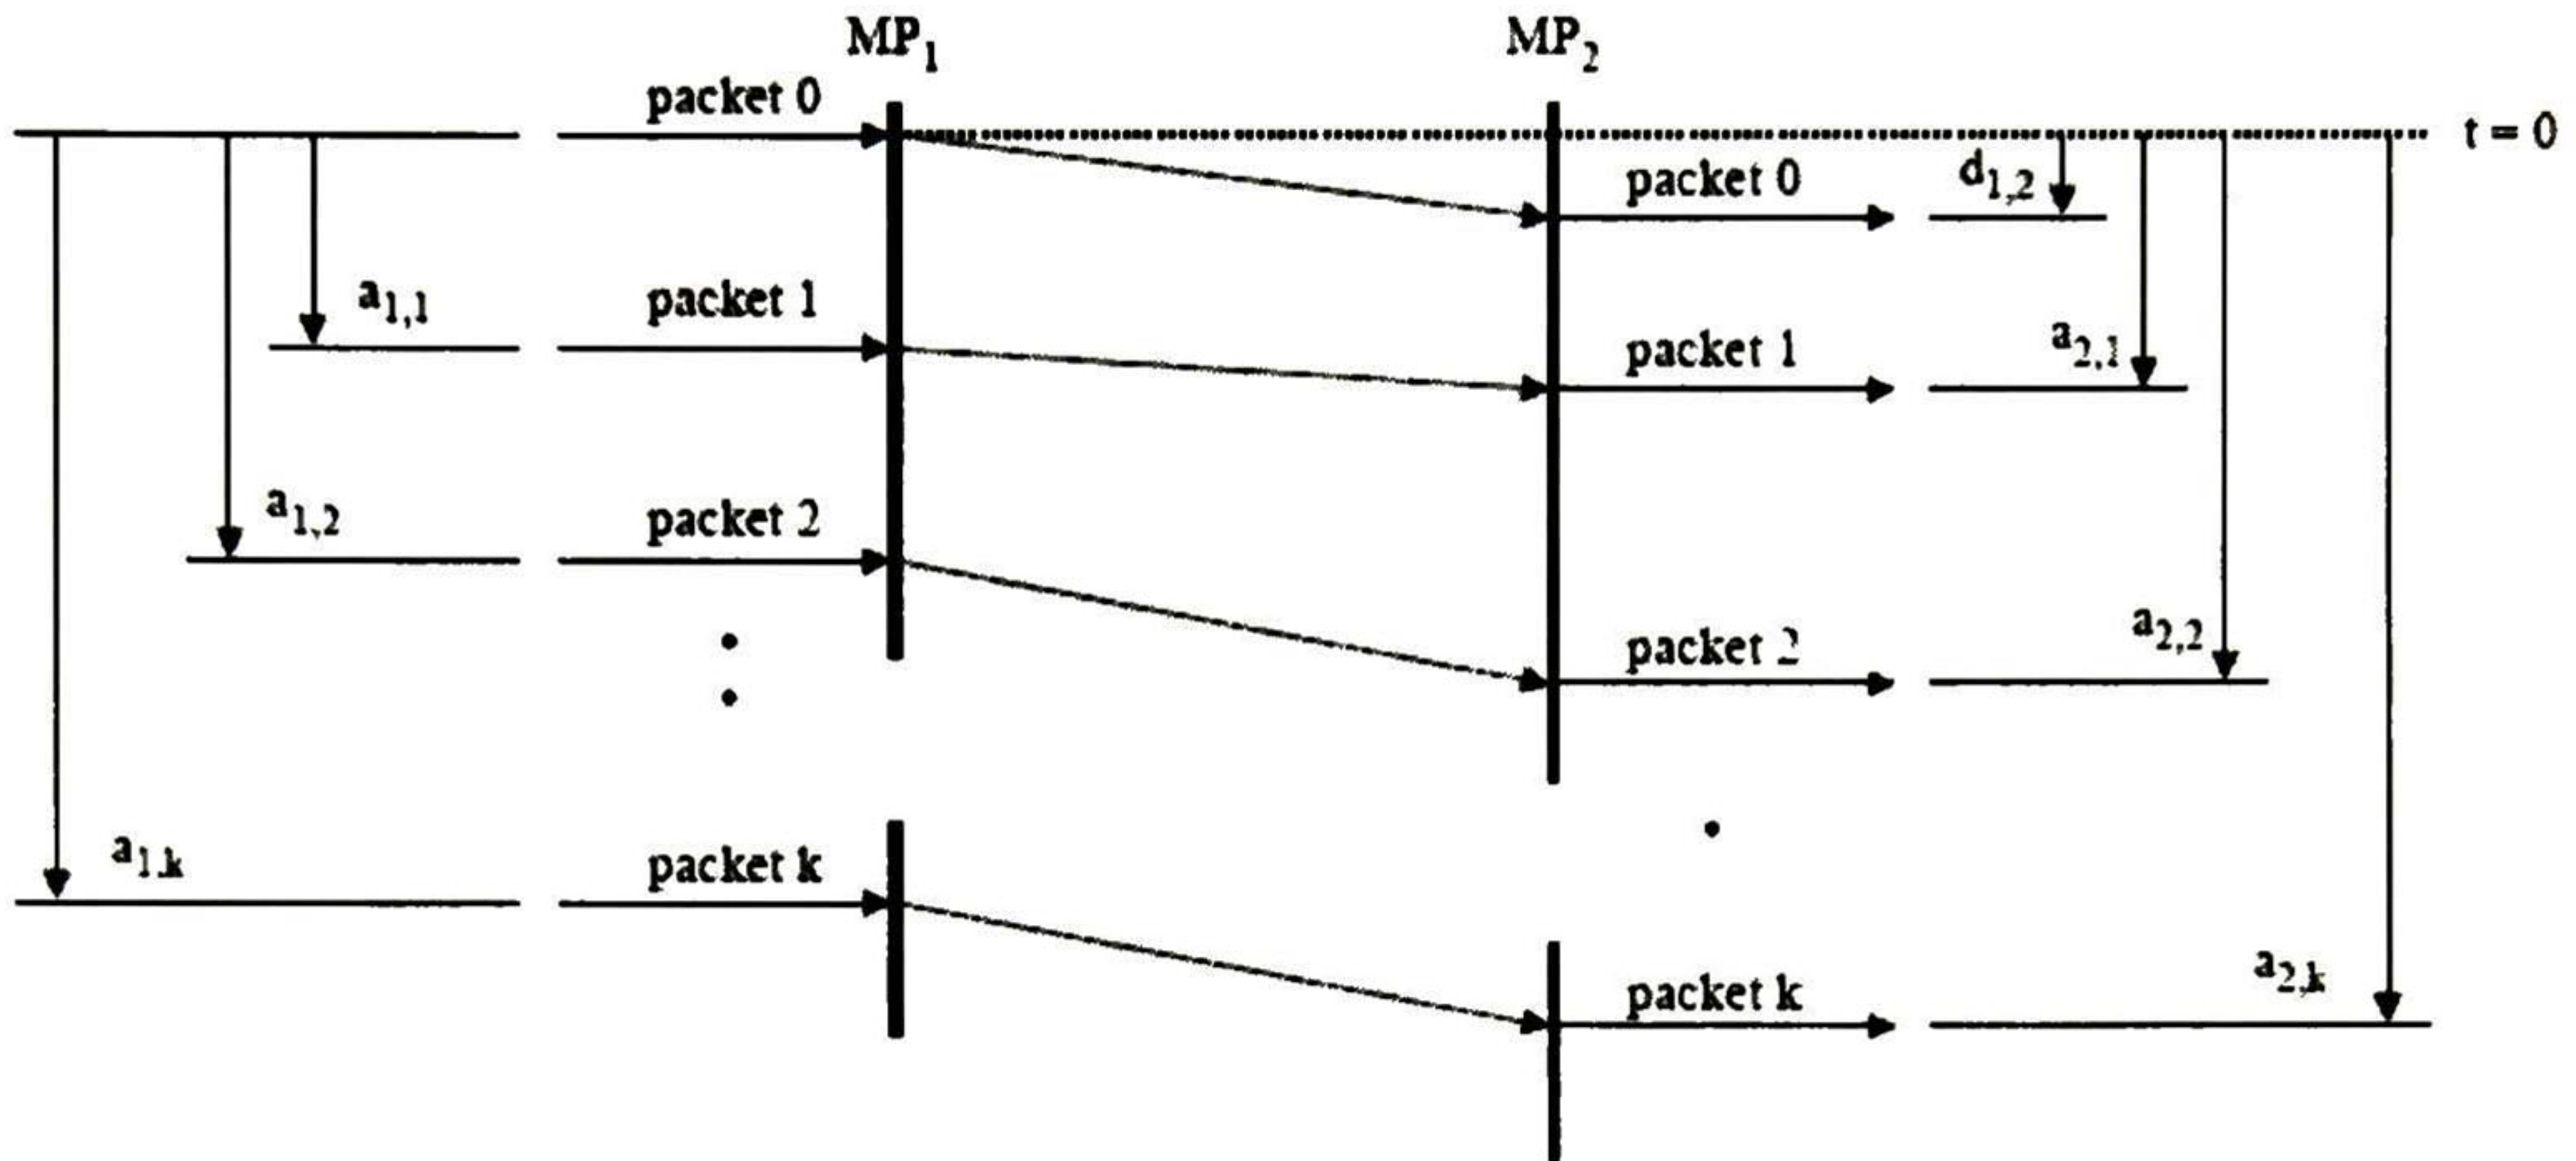 MP1 MP2
packet 0
t = 0
packet 0 d1,2
a1,1 packet 1
packet 1 a2,1
a1,2 packet 2
packet 2 a2,2
a1,k packet k
packet k a2,k